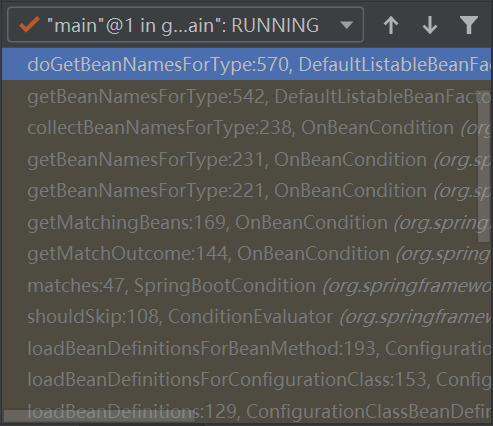 "main"@1 in g...ain": RUNNING
doGetBeanNamesForType:570, DefaultListableBeanFac
getBeanNamesForType:542, DefaultListableBeanFacto
collectBeanNamesForType:238, OnBeanCondition (org
getBeanNamesForType:231, OnBeanCondition (org.sp
getBeanNamesForType:221, OnBeanCondition (org.sp
getMatchingBeans:169, OnBeanCondition (org.spring
getMatchOutcome:144, OnBeanCondition (org.spring
matches:47, SpringBootCondition (org.springframewo
shouldSkip:108, ConditionEvaluator (org.springframew
loadBeanDefinitionsForBeanMethod:193, Configuratio
loadBeanDefinitionsForConfigurationClass:153, Config
loadBeanDefinitions:129, ConfigurationClassBeanDefin